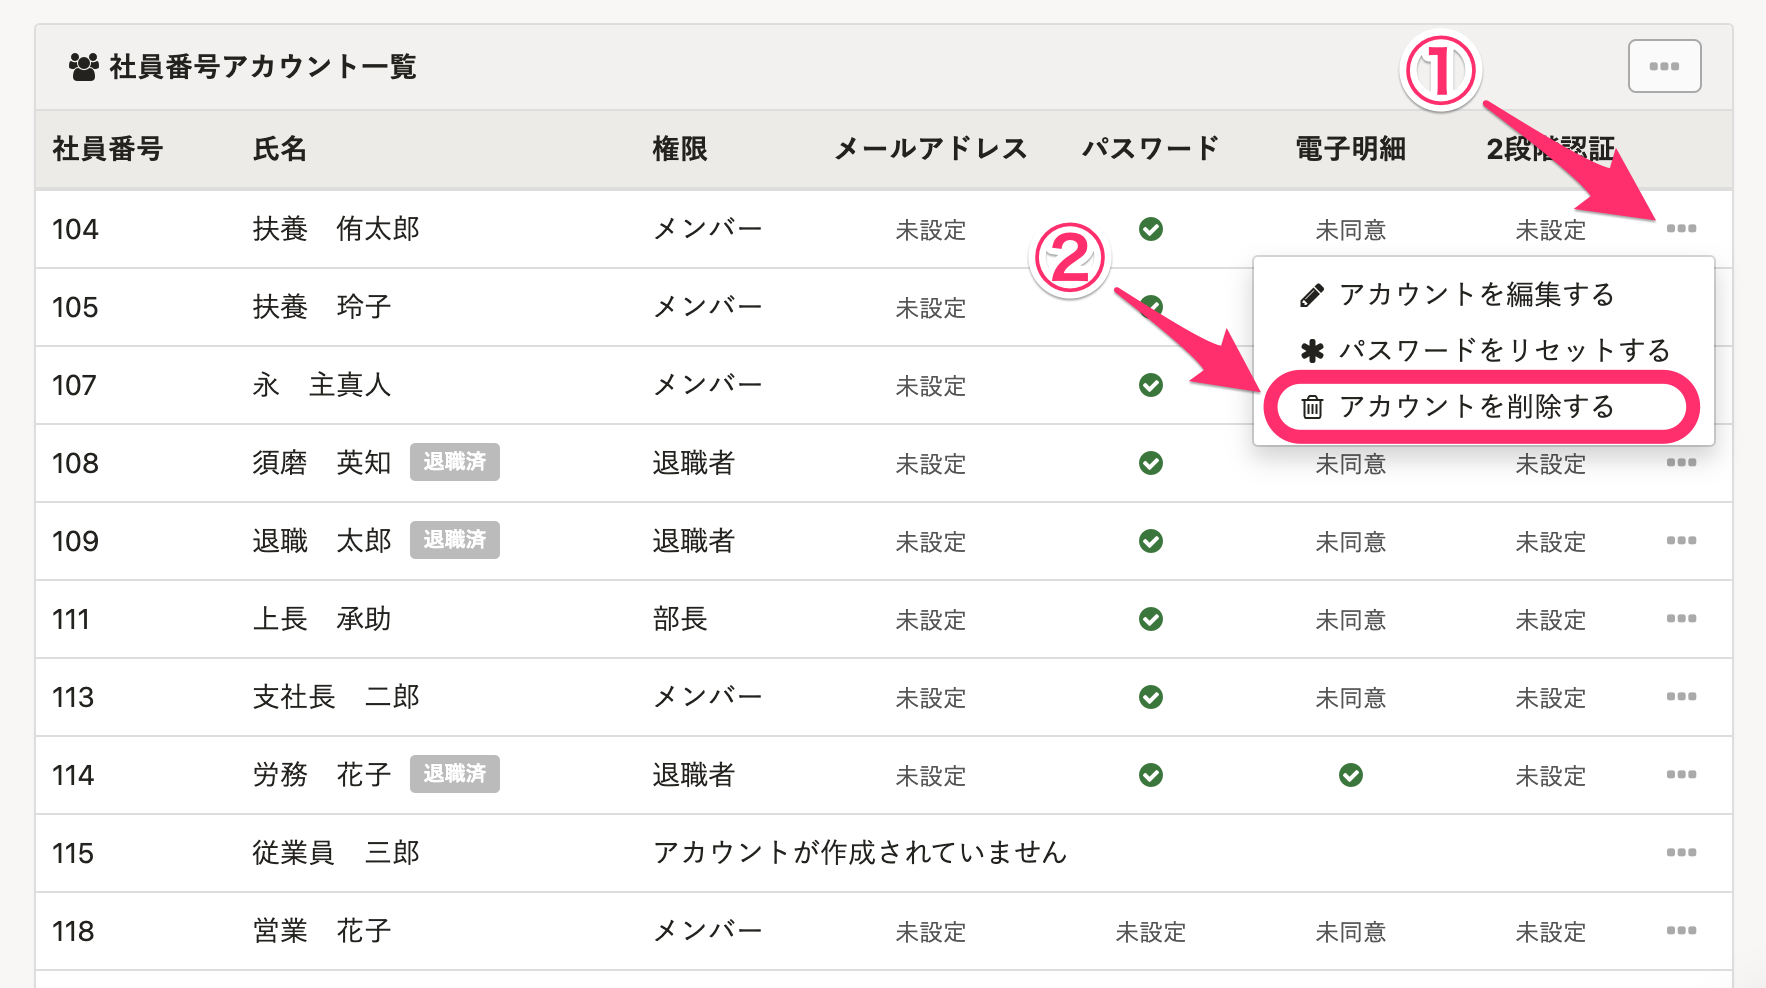 社員番号アカウント一覧
①
社員番号 氏名 権限 メールアドレス パスワード 電子明細 2段階認証
104 扶養 侑太郎 メンバー 未設定 未同意 未設定
②
アカウントを編集する
105 扶養 玲子 メンバー 未設定
パスワードをリセットする
107 永 主真人 メンバー 未設定
アカウントを削除する
108 須磨 英知 退職済 退職者 未設定 未同意 未設定
109 退職 太郎 退職済 退職者 未設定 未同意 未設定
111 上長 承助 部長 未設定 未同意 未設定
113 支社長 二郎 メンバー 未設定 未同意 未設定
114 労務 花子 退職済 退職者 未設定 未設定
115 従業員 三郎 アカウントが作成されていません
118 営業 花子 メンバー 未設定 未設定 未同意 未設定